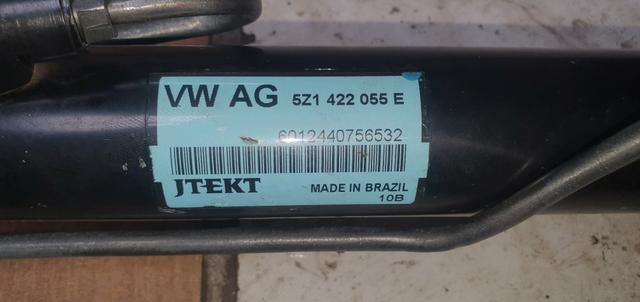 VW AG 5Z1 422 055 E
6012440756532
JTEKT MADE IN BRAZIL
10B